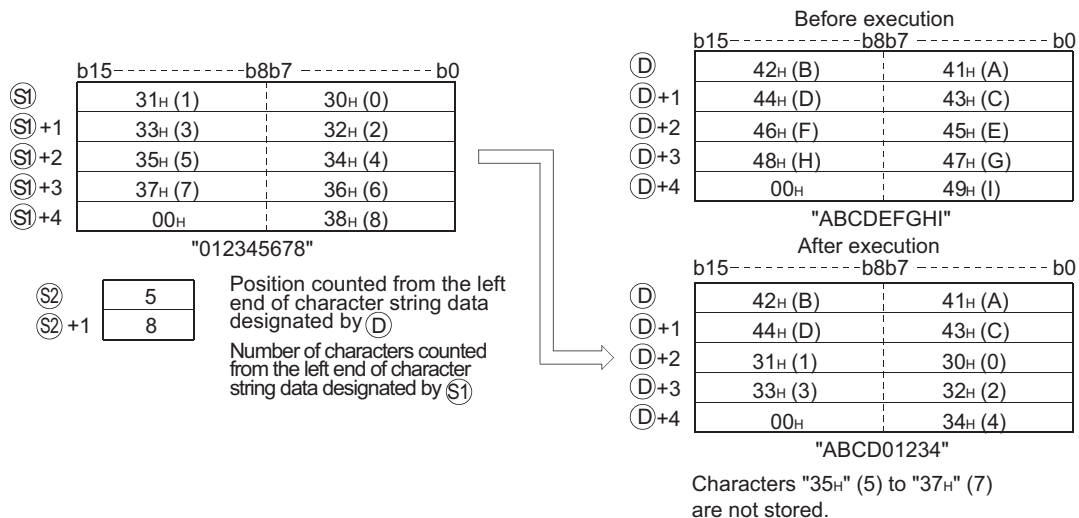 b15------------b8b7 ------------ b0
S1 31H (1) 30H (0)
S1+1 33H (3) 32H (2)
S1+2 35H (5) 34H (4)
S1+3 37H (7) 36H (6)
S1+4 00H 38H (8)
"012345678"
S2 5
S2+1 8
Position counted from the left
end of character string data
designated by D
Number of characters counted
from the left end of character
string data designated by S1
Before execution
b15------------b8b7 ------------ b0
D 42H (B) 41H (A)
D+1 44H (D) 43H (C)
D+2 46H (F) 45H (E)
D+3 48H (H) 47H (G)
D+4 00H 49H (I)
"ABCDEFGHI"
After execution
b15------------b8b7 ------------ b0
D 42H (B) 41H (A)
D+1 44H (D) 43H (C)
D+2 31H (1) 30H (0)
D+3 33H (3) 32H (2)
D+4 00H 34H (4)
"ABCD01234"
Characters "35H" (5) to "37H" (7)
are not stored.